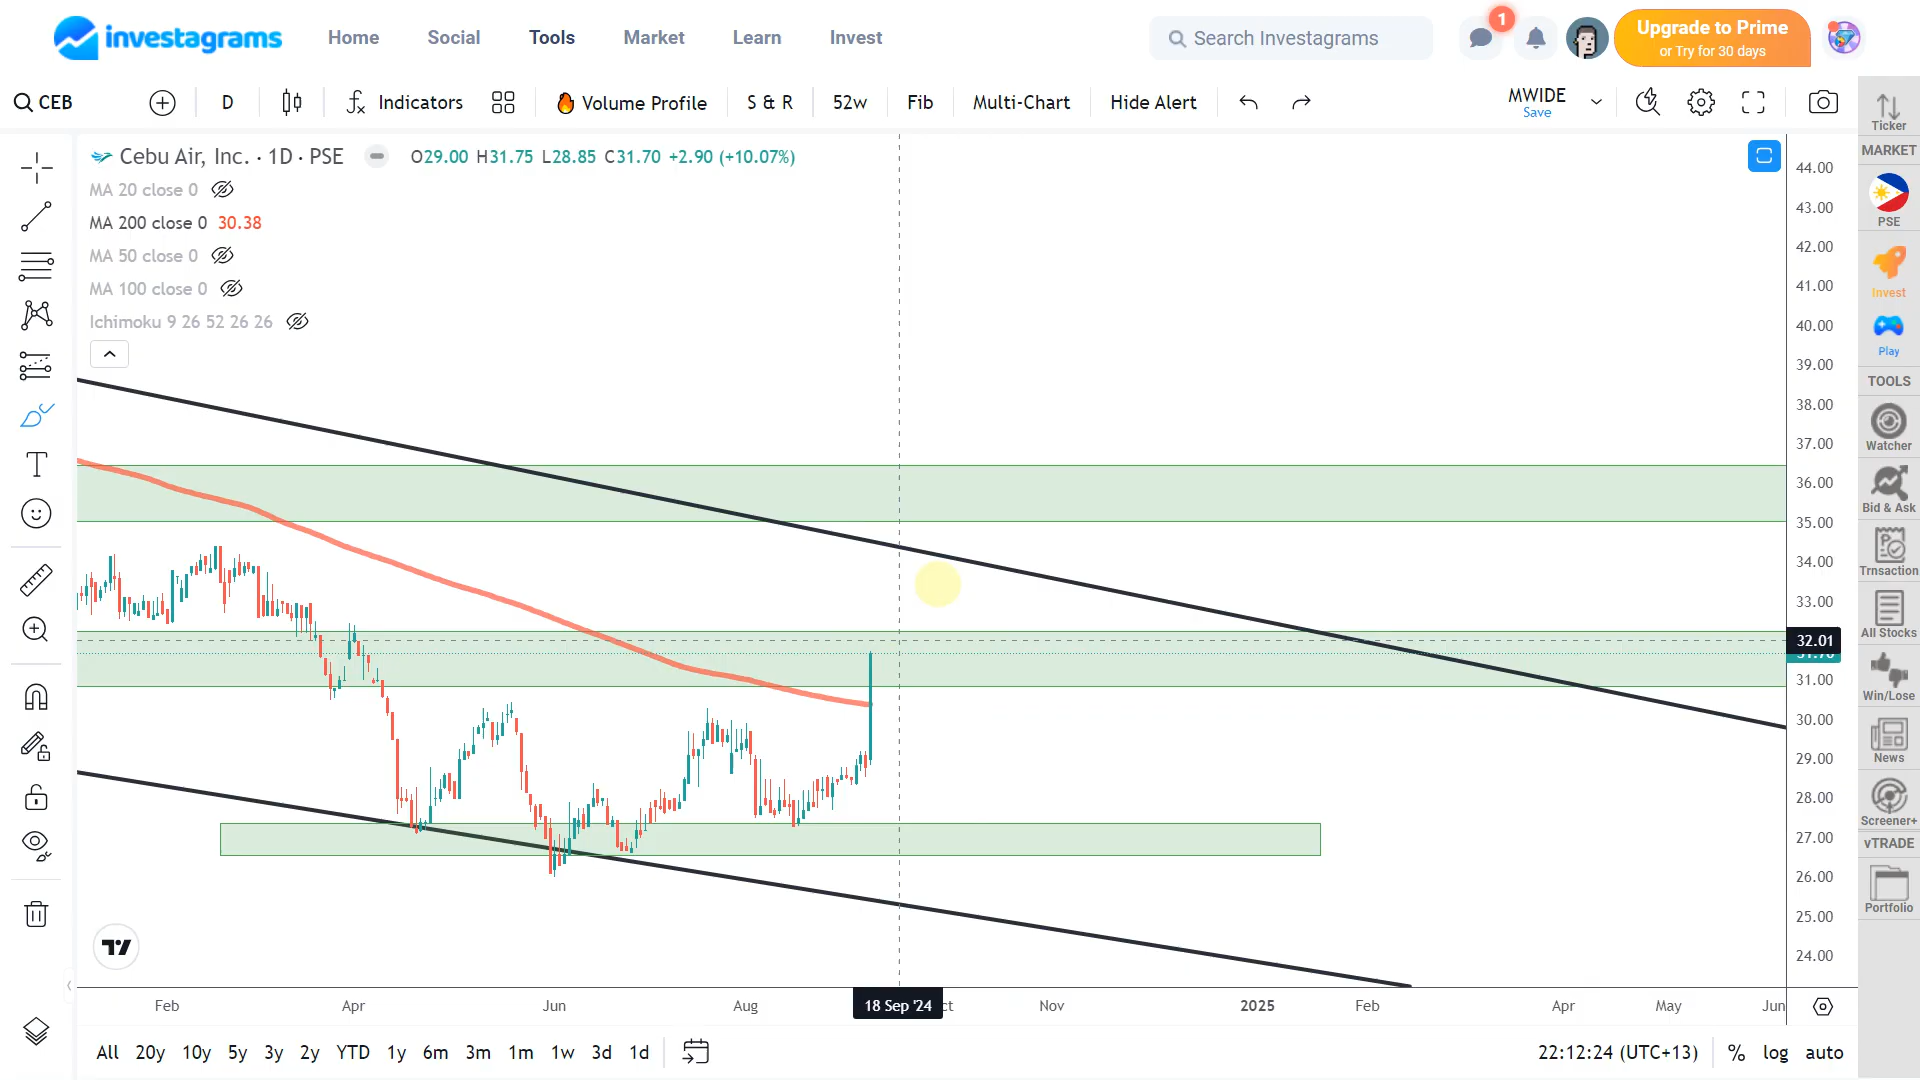 investagrams Home Social Tools Market Learn Invest Search Investagrams 1 Upgrade to Prime
or Try for 30 days
CEB D Indicators Volume Profile S & R 52w Fib Multi-Chart Hide Alert MWIDE
Save
Cebu Air, Inc. · 1D · PSE O29.00 H31.75 L28.85 C31.70 +2.90 (+10.07%)
MA 20 close 0
MA 200 close 0 30.38
MA 50 close 0
MA 100 close 0
Ichimoku 9 26 52 26 26
44.00
43.00
42.00
41.00
40.00
39.00
38.00
37.00
36.00
35.00
34.00
33.00
32.01
31.00
30.00
29.00
28.00
27.00
26.00
25.00
24.00
Feb Apr Jun Aug 18 Sep '24 Nov 2025 Feb Apr May Jun
All 20y 10y 5y 3y 2y YTD 1y 6m 3m 1m 1w 3d 1d 22:12:24 (UTC+13) % log auto
Ticker
MARKET
PSE
Invest
Play
TOOLS
Watcher
Bid & Ask
Trnsaction
All Stocks
Win/Lose
News
Screener+
vTRADE
Portfolio